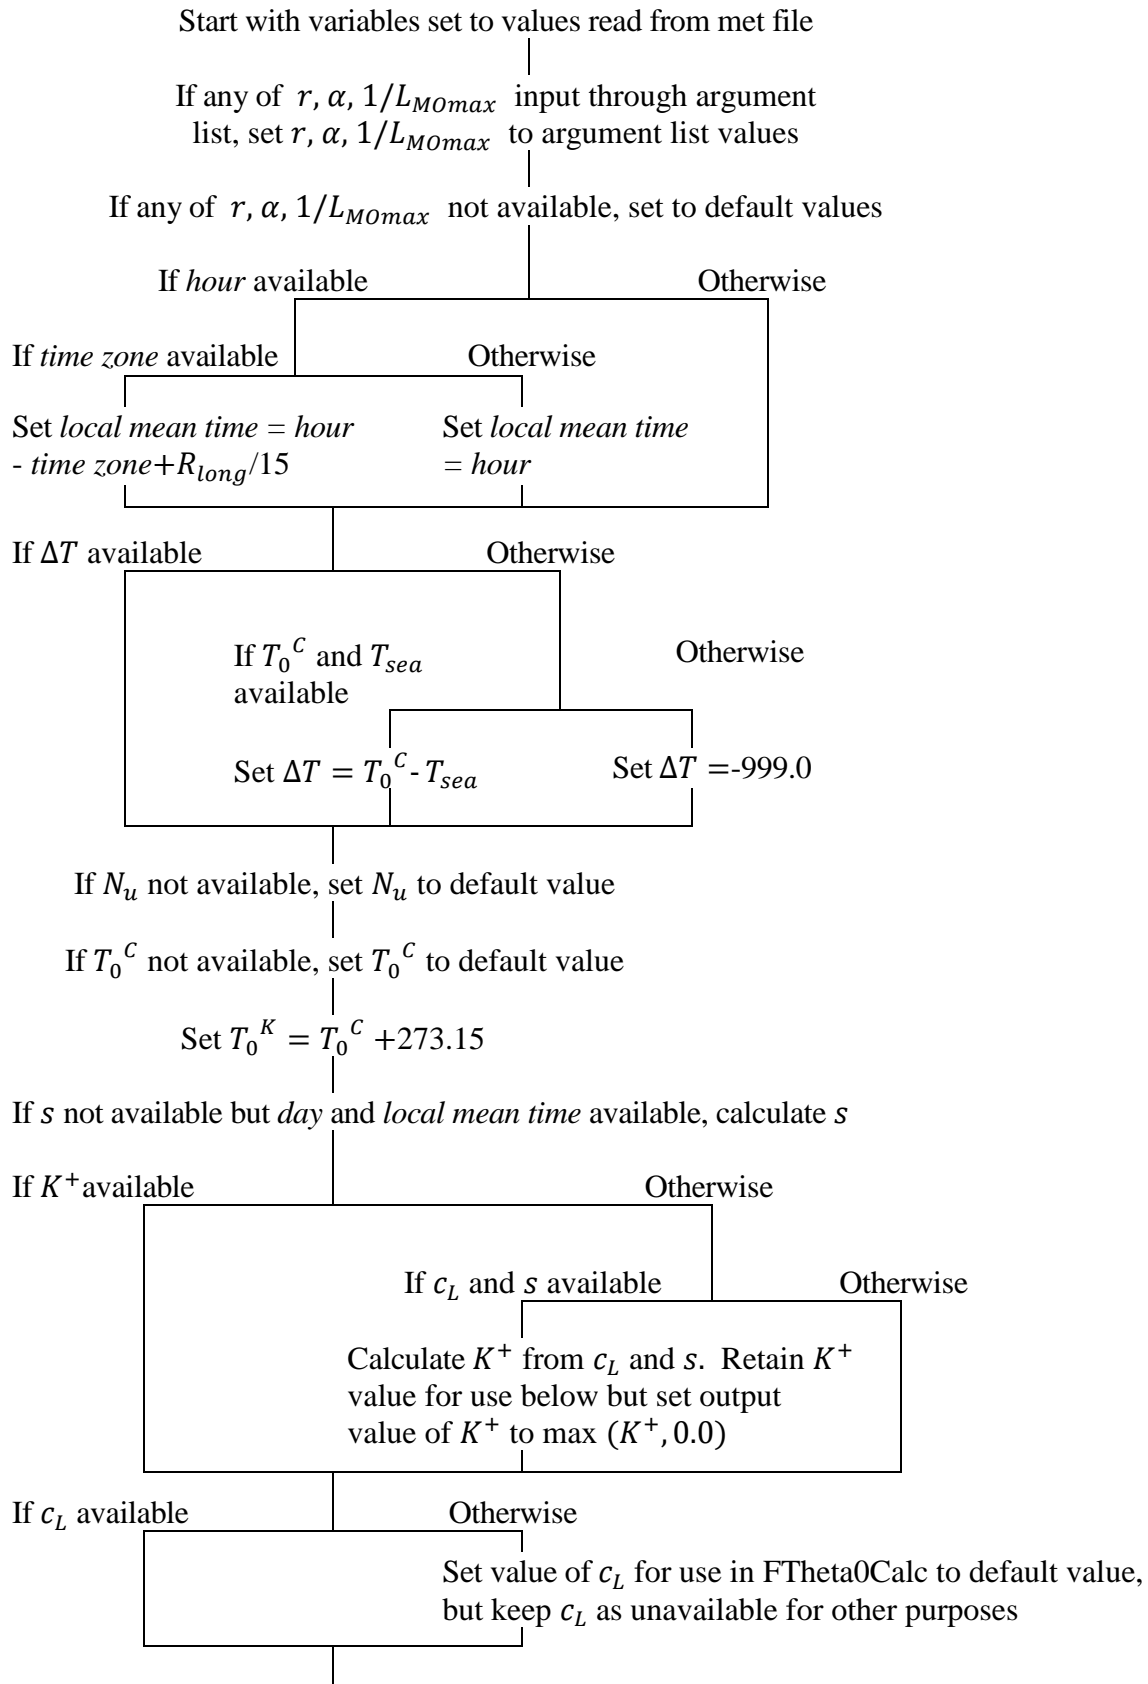 Start with variables set to values read from met file
If any of r, α, 1/L_MOmax input through argument
list, set r, α, 1/L_MOmax to argument list values
If any of r, α, 1/L_MOmax not available, set to default values
If hour available Otherwise
If time zone available Otherwise
Set local mean time = hour Set local mean time
- time zone+R_long/15 = hour
If ΔT available Otherwise
If T_0^C and T_sea Otherwise
available
Set ΔT = T_0^C - T_sea Set ΔT =-999.0
If N_u not available, set N_u to default value
If T_0^C not available, set T_0^C to default value
Set T_0^K = T_0^C +273.15
If s not available but day and local mean time available, calculate s
If K^+ available Otherwise
If c_L and s available Otherwise
Calculate K^+ from c_L and s. Retain K^+
value for use below but set output
value of K^+ to max (K^+, 0.0)
If c_L available Otherwise
Set value of c_L for use in FTheta0Calc to default value,
but keep c_L as unavailable for other purposes